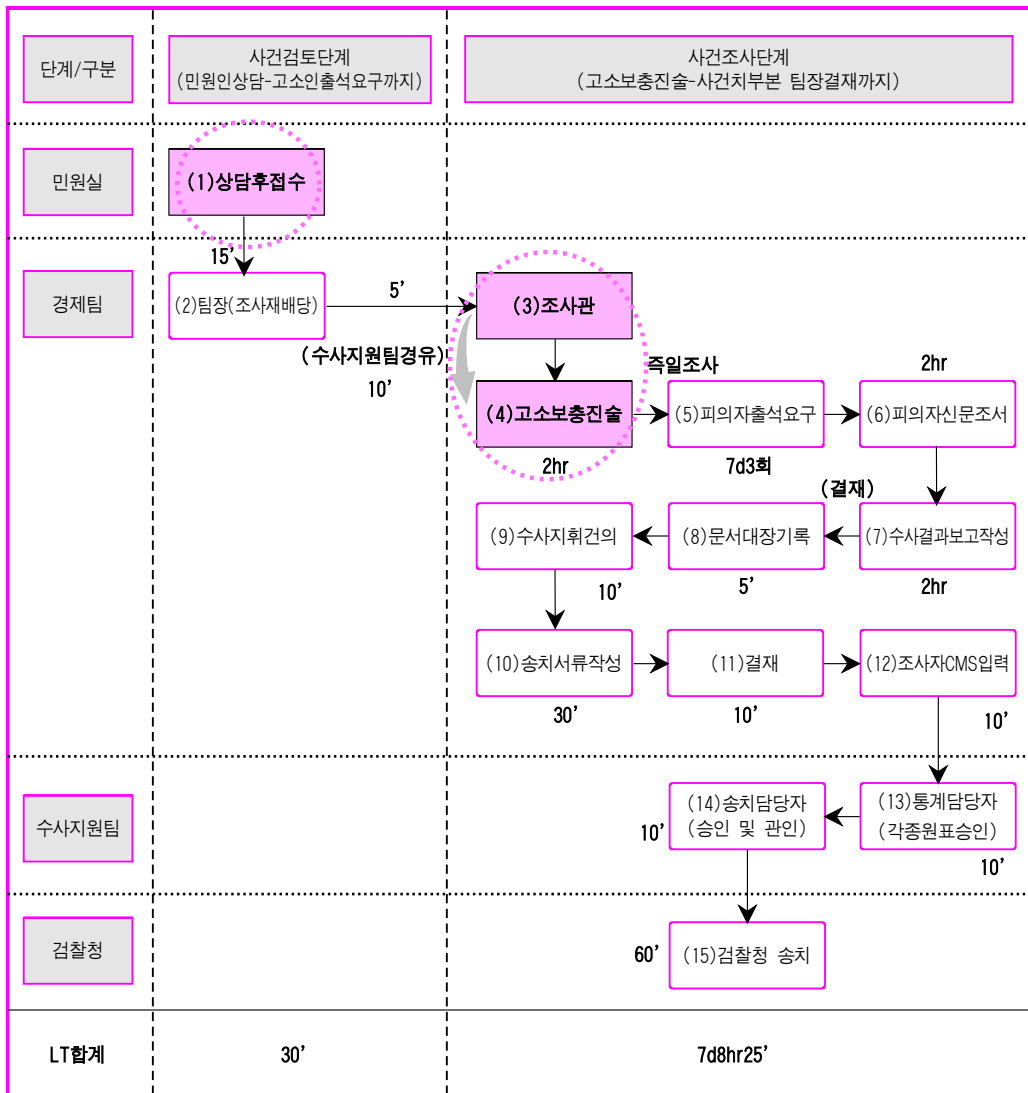 단계/구분
사건검토단계
(민원인상담-고소인출석요구까지)
사건조사단계
(고소보충진술-사건치부본 팀장결재까지)
민원실
(1)상담후접수
15'
경제팀
(2)팀장(조사재배당)
5'
(3)조사관
(수사지원팀경유)
10'
즉일조사
2hr
(4)고소보충진술
(5)피의자출석요구
(6)피의자신문조서
2hr
7d3회
(결재)
(9)수사지휘건의
(8)문서대장기록
(7)수사결과보고작성
10'
5'
2hr
(10)송치서류작성
(11)결재
(12)조사자CMS입력
30'
10'
10'
수사지원팀
(14)송치담당자
(승인 및 관인)
10'
(13)통계담당자
(각종원표승인)
10'
검찰청
60'
(15)검찰청 송치
LT합계
30'
7d8hr25'